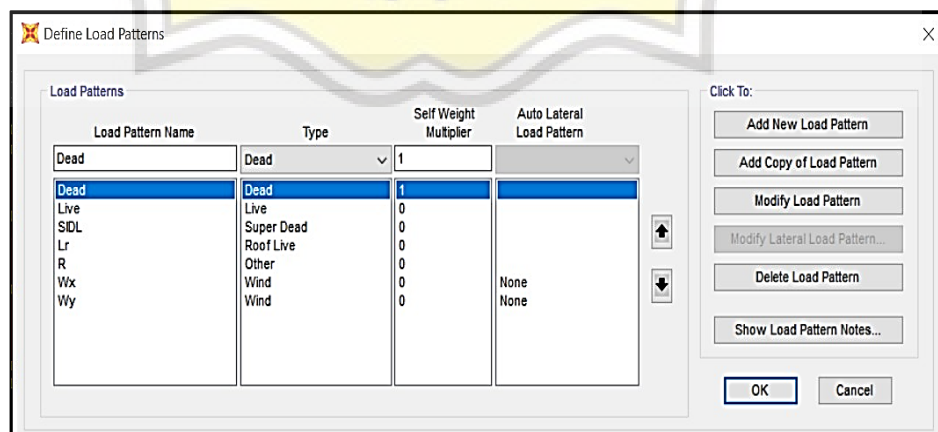 Define Load Patterns
Load Patterns
Click To:
Load Pattern Name Type Self Weight Multiplier Auto Lateral Load Pattern
Dead Dead 1
Dead Dead 1
Live Live 0
SIDL Super Dead 0
Lr Roof Live 0
R Other 0
Wx Wind 0 None
Wy Wind 0 None
Add New Load Pattern
Add Copy of Load Pattern
Modify Load Pattern
Modify Lateral Load Pattern...
Delete Load Pattern
Show Load Pattern Notes...
OK Cancel